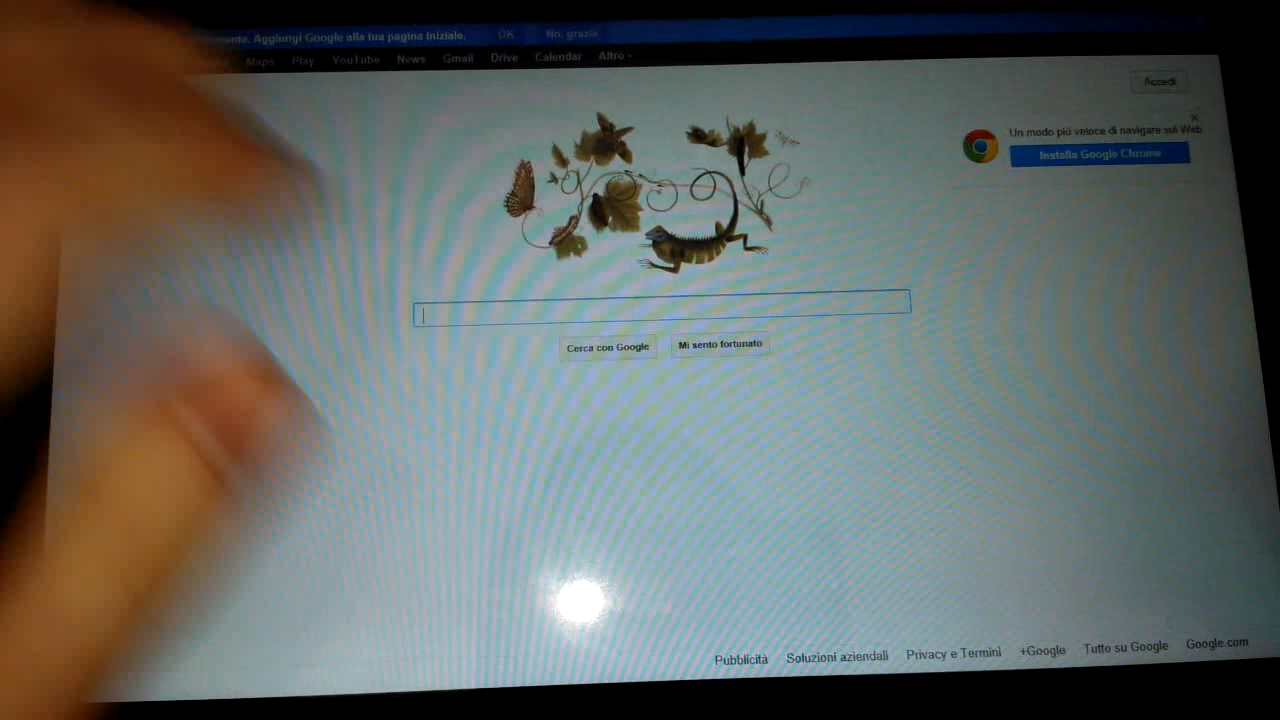 Aggiungi Google alla tua pagina iniziale. OK No, grazie
Maps Play YouTube News Gmail Drive Calendar Altro
Accedi
Un modo più veloce di navigare sul Web
Installa Google Chrome
Cerca con Google Mi sento fortunato
Pubblicità Soluzioni aziendali Privacy e Termini +Google Tutto su Google Google.com